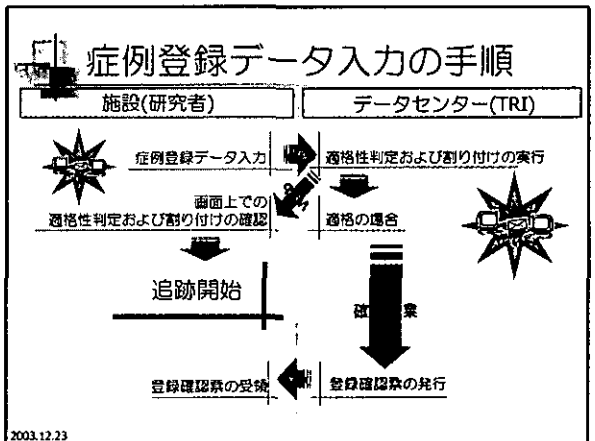 症例登録データ入力の手順
施設(研究者)
データセンター(TRI)
症例登録データ入力
適格性判定および割り付けの実行
画面上での
適格性判定および割り付けの確認
適格の場合
追跡開始
確
業
登録確認票の受領
登録確認票の発行
2003.12.23